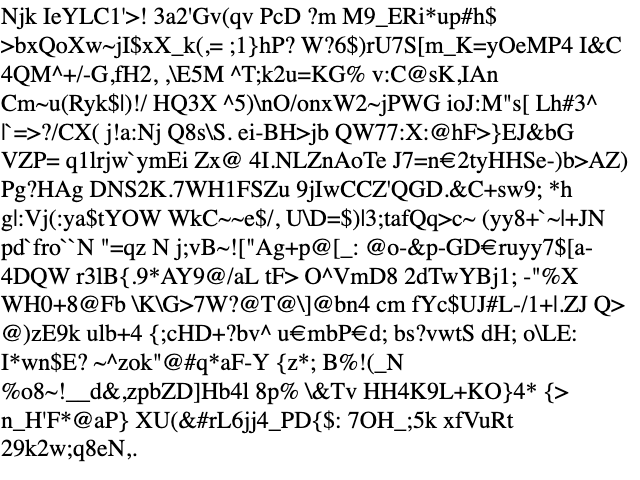 Njk IeYLC1'>! 3a2'Gv(qv PcD ?m M9_ERi*up#h$
>bxQoXw~jI$xX_k(,= ;1}hP? W?6$)rU7S[m_K=yOeMP4 I&C
4QM^+/-G,fH2, ,\E5M ^T;k2u=KG% v:C@sK,IAn
Cm~u(Ryk$|)!/ HQ3X ^5)\nO/onxW2~jPWG ioJ:M"s[ Lh#3^
|`=>?/CX( j!a:Nj Q8s\S. ei-BH>jb QW77:X:@hF>}EJ&bG
VZP= q1lrjw`ymEi Zx@ 4I.NLZnAoTe J7=n€2tyHHSe-)b>AZ)
Pg?HAg DNS2K.7WH1FSZu 9jIwCCZ'QGD.&C+sw9; *h
g|:Vj(:ya$tYOW WkC~~e$/, U\D=$)|3;tafQq>c~ (yy8+`~|+JN
pd`fro``N "=qz N j;vB~!["Ag+p@[_: @o-&p-GD€ruyy7$[a-
4DQW r3lB{.9*AY9@/aL tF> O^VmD8 2dTwYBj1; -"%X
WH0+8@Fb \K\G>7W?@T@\]@bn4 cm fYc$UJ#L-/1+|.ZJ Q>
@)zE9k ulb+4 {;cHD+?bv^ u€mbP€d; bs?vwtS dH; o\LE:
I*wn$E? ~^zok"@#q*aF-Y {z*; B%!(_N
%o8~!__d&,zpbZD]Hb4l 8p% \&Tv HH4K9L+KO}4* {>
n_H'F*@aP} XU(&#rL6jj4_PD{$: 7OH_;5k xfVuRt
29k2w;q8eN,.